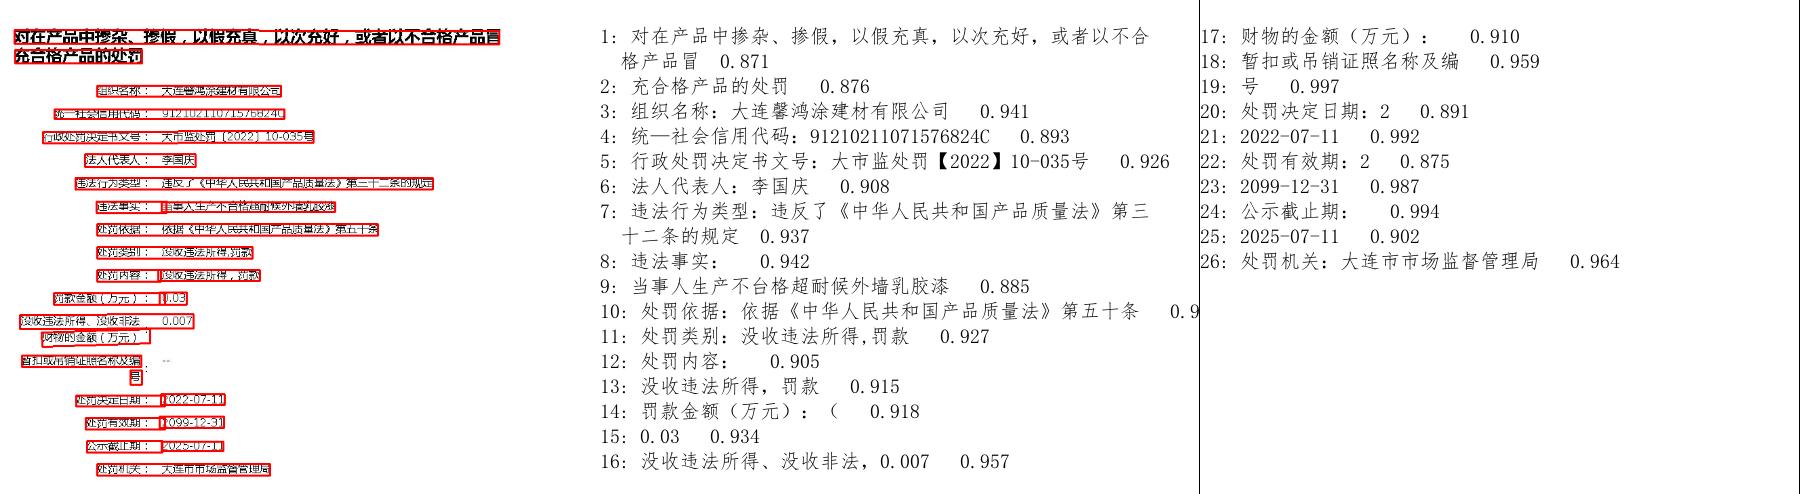 对在产品中掺杂、掺假，以假充真，以次充好，或者以不合格产品冒
充合格产品的处罚
组织名称： 大连馨鸿涂建材有限公司
统一社会信用代码： 91210211071576824C
行政处罚决定书文号： 大市监处罚〔2022〕10-035号
法人代表人： 李国庆
违法行为类型： 违反了《中华人民共和国产品质量法》第三十二条的规定
违法事实： 当事人生产不合格超耐候外墙乳胶漆
处罚依据： 依据《中华人民共和国产品质量法》第五十条
处罚类别： 没收违法所得,罚款
处罚内容： 没收违法所得，罚款
罚款金额（万元）： 0.03
没收违法所得、没收非法 0.007
财物的金额（万元）：
暂扣或吊销证照名称及编 --
号：
处罚决定日期： 2022-07-11
处罚有效期： 2099-12-31
公示截止期： 2025-07-11
处罚机关： 大连市市场监督管理局
1: 对在产品中掺杂、掺假，以假充真，以次充好，或者以不合
格产品冒 0.871
2: 充合格产品的处罚 0.876
3: 组织名称：大连馨鸿涂建材有限公司 0.941
4: 统一社会信用代码：91210211071576824C 0.893
5: 行政处罚决定书文号：大市监处罚【2022】10-035号 0.926
6: 法人代表人：李国庆 0.908
7: 违法行为类型：违反了《中华人民共和国产品质量法》第三
十二条的规定 0.937
8: 违法事实： 0.942
9: 当事人生产不台格超耐候外墙乳胶漆 0.885
10: 处罚依据：依据《中华人民共和国产品质量法》第五十条 0.9
11: 处罚类别：没收违法所得,罚款 0.927
12: 处罚内容： 0.905
13: 没收违法所得，罚款 0.915
14: 罚款金额（万元）：（ 0.918
15: 0.03 0.934
16: 没收违法所得、没收非法，0.007 0.957
17: 财物的金额（万元）： 0.910
18: 暂扣或吊销证照名称及编 0.959
19: 号 0.997
20: 处罚决定日期：2 0.891
21: 2022-07-11 0.992
22: 处罚有效期：2 0.875
23: 2099-12-31 0.987
24: 公示截止期： 0.994
25: 2025-07-11 0.902
26: 处罚机关：大连市市场监督管理局 0.964